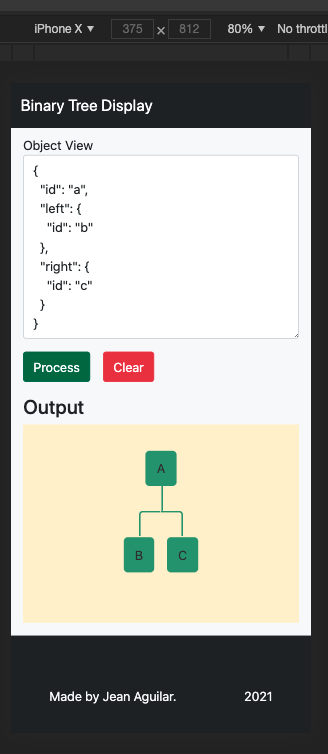 iPhone X ▼ 375 × 812 80% ▼ No throttl
Binary Tree Display
Object View
{
"id": "a",
"left": {
"id": "b"
},
"right": {
"id": "c"
}
}
Process Clear
Output
A
B C
Made by Jean Aguilar. 2021